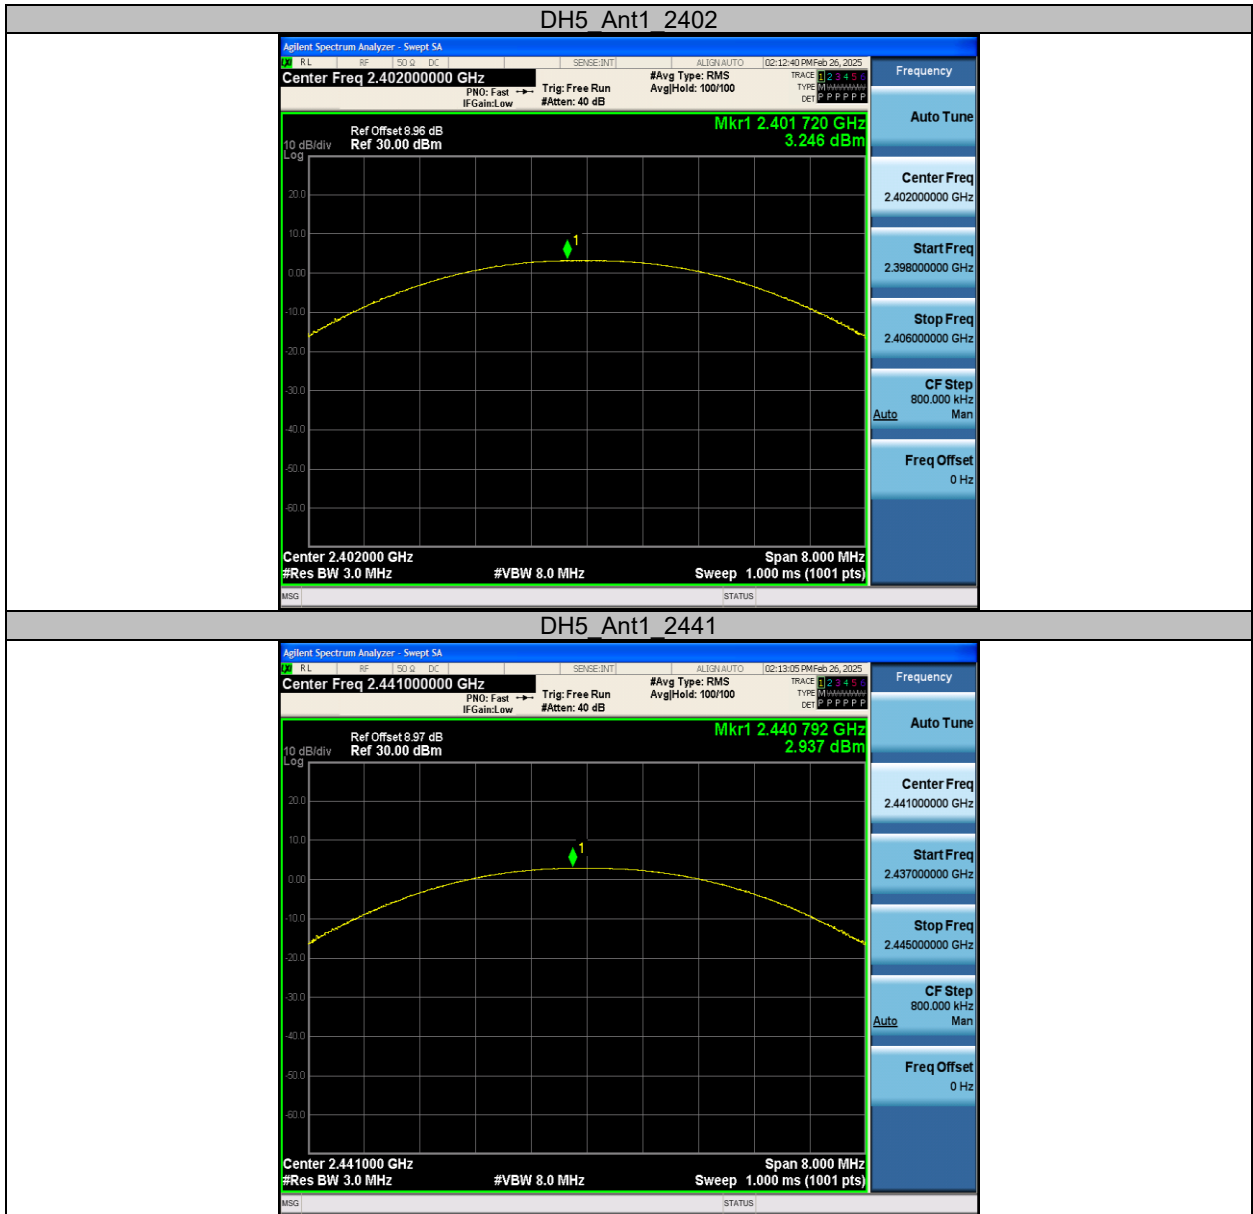 DH5_Ant1_2402
Agilent Spectrum Analyzer - Swept SA
LXI RL RF 50 Ω DC SENSE:INT ALIGN AUTO 02:12:40 PM Feb 26, 2025
Center Freq 2.402000000 GHz #Avg Type: RMS TRACE 1 2 3 4 5 6
PNO: Fast Trig: Free Run Avg|Hold: 100/100 TYPE M WWWWW
IFGain:Low #Atten: 40 dB DET P P P P P P
Frequency
Auto Tune
Mkr1 2.401 720 GHz
3.246 dBm
Ref Offset 8.96 dB
10 dB/div Ref 30.00 dBm
Log
20.0
10.0
0.00
-10.0
-20.0
-30.0
-40.0
-50.0
-60.0
1
Center Freq
2.402000000 GHz
Start Freq
2.398000000 GHz
Stop Freq
2.406000000 GHz
CF Step
800.000 kHz
Auto Man
Freq Offset
0 Hz
Center 2.402000 GHz Span 8.000 MHz
#Res BW 3.0 MHz #VBW 8.0 MHz Sweep 1.000 ms (1001 pts)
MSG STATUS
DH5_Ant1_2441
Agilent Spectrum Analyzer - Swept SA
LXI RL RF 50 Ω DC SENSE:INT ALIGN AUTO 02:13:05 PM Feb 26, 2025
Center Freq 2.441000000 GHz #Avg Type: RMS TRACE 1 2 3 4 5 6
PNO: Fast Trig: Free Run Avg|Hold: 100/100 TYPE M WWWWW
IFGain:Low #Atten: 40 dB DET P P P P P P
Frequency
Auto Tune
Mkr1 2.440 792 GHz
2.937 dBm
Ref Offset 8.97 dB
10 dB/div Ref 30.00 dBm
Log
20.0
10.0
0.00
-10.0
-20.0
-30.0
-40.0
-50.0
-60.0
1
Center Freq
2.441000000 GHz
Start Freq
2.437000000 GHz
Stop Freq
2.445000000 GHz
CF Step
800.000 kHz
Auto Man
Freq Offset
0 Hz
Center 2.441000 GHz Span 8.000 MHz
#Res BW 3.0 MHz #VBW 8.0 MHz Sweep 1.000 ms (1001 pts)
MSG STATUS